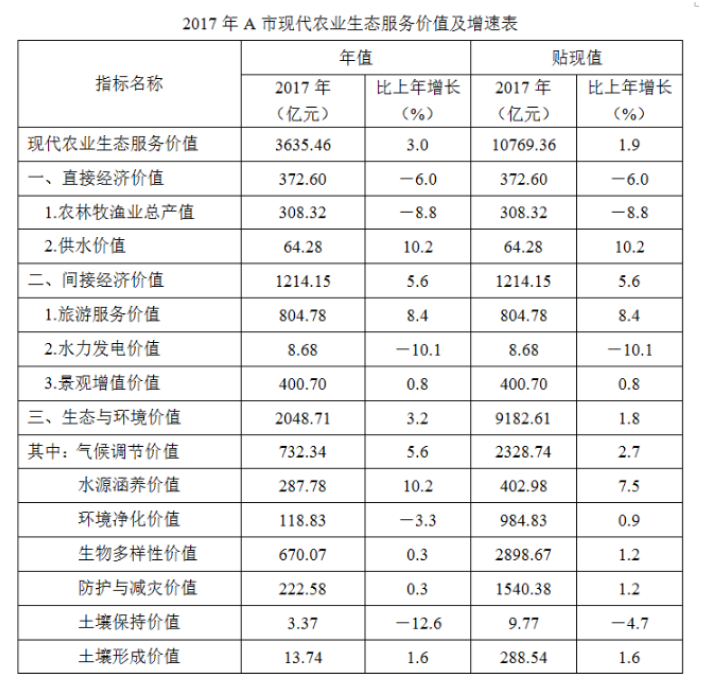 2017 年 A 市现代农业生态服务价值及增速表
指标名称 年值 贴现值
2017 年（亿元） 比上年增长（%） 2017 年（亿元） 比上年增长（%）
现代农业生态服务价值 3635.46 3.0 10769.36 1.9
一、直接经济价值 372.60 －6.0 372.60 －6.0
1.农林牧渔业总产值 308.32 －8.8 308.32 －8.8
2.供水价值 64.28 10.2 64.28 10.2
二、间接经济价值 1214.15 5.6 1214.15 5.6
1.旅游服务价值 804.78 8.4 804.78 8.4
2.水力发电价值 8.68 －10.1 8.68 －10.1
3.景观增值价值 400.70 0.8 400.70 0.8
三、生态与环境价值 2048.71 3.2 9182.61 1.8
其中：气候调节价值 732.34 5.6 2328.74 2.7
水源涵养价值 287.78 10.2 402.98 7.5
环境净化价值 118.83 －3.3 984.83 0.9
生物多样性价值 670.07 0.3 2898.67 1.2
防护与减灾价值 222.58 0.3 1540.38 1.2
土壤保持价值 3.37 －12.6 9.77 －4.7
土壤形成价值 13.74 1.6 288.54 1.6